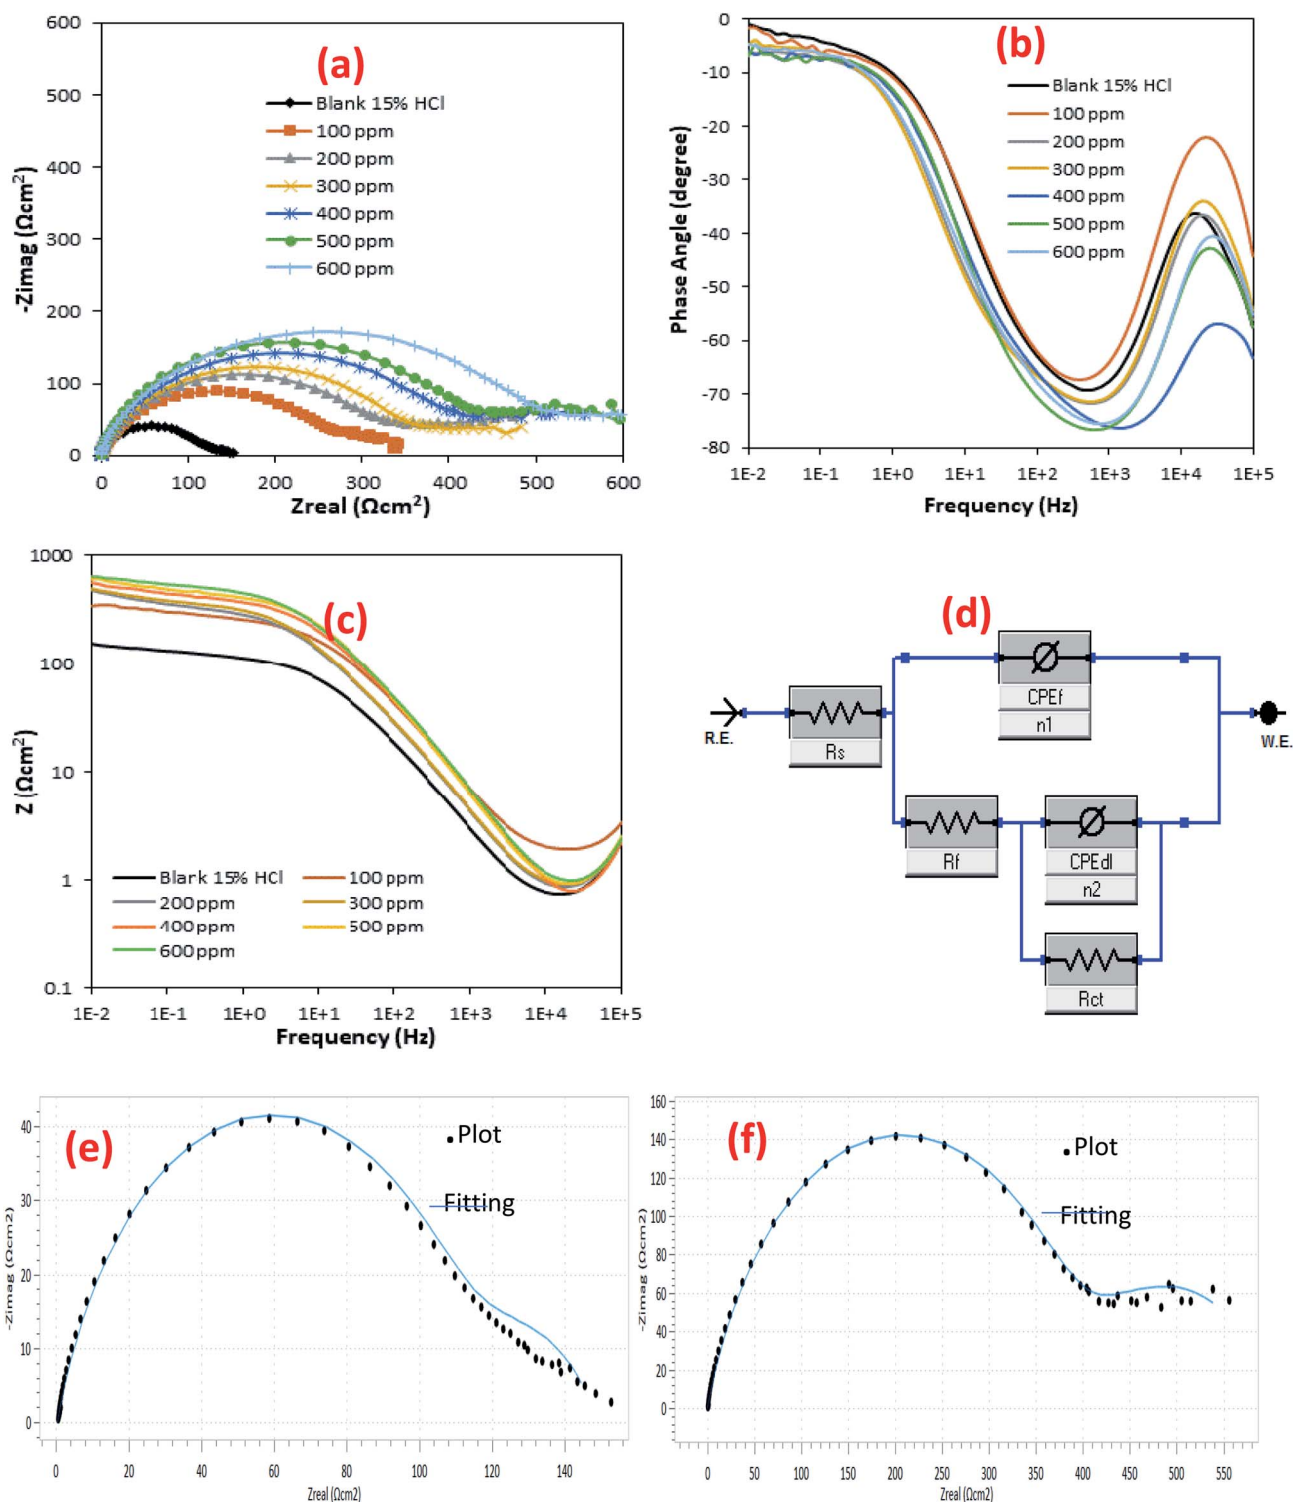 (a)
600
500
400
300
200
100
0
-Zimag (Ωcm²)
Blank 15% HCl
100 ppm
200 ppm
300 ppm
400 ppm
500 ppm
600 ppm
0 100 200 300 400 500 600
Zreal (Ωcm²)
(b)
0
-10
-20
-30
-40
-50
-60
-70
-80
Phase Angle (degree)
Blank 15% HCl
100 ppm
200 ppm
300 ppm
400 ppm
500 ppm
600 ppm
1E-2 1E-1 1E+0 1E+1 1E+2 1E+3 1E+4 1E+5
Frequency (Hz)
(c)
1000
100
10
1
0.1
Z (Ωcm²)
Blank 15% HCl 100 ppm
200 ppm 300 ppm
400 ppm 500 ppm
600 ppm
1E-2 1E-1 1E+0 1E+1 1E+2 1E+3 1E+4 1E+5
Frequency (Hz)
(d)
CPEf
n1
R.E.
Rs
W.E.
Rf
CPEdl
n2
Rct
(e)
40
30
20
10
0
-Zimag (Ωcm2)
Plot
Fitting
0 20 40 60 80 100 120 140
Zreal (Ωcm2)
(f)
160
140
120
100
80
60
40
20
0
-Zimag (Ωcm2)
Plot
Fitting
0 50 100 150 200 250 300 350 400 450 500 550
Zreal (Ωcm2)